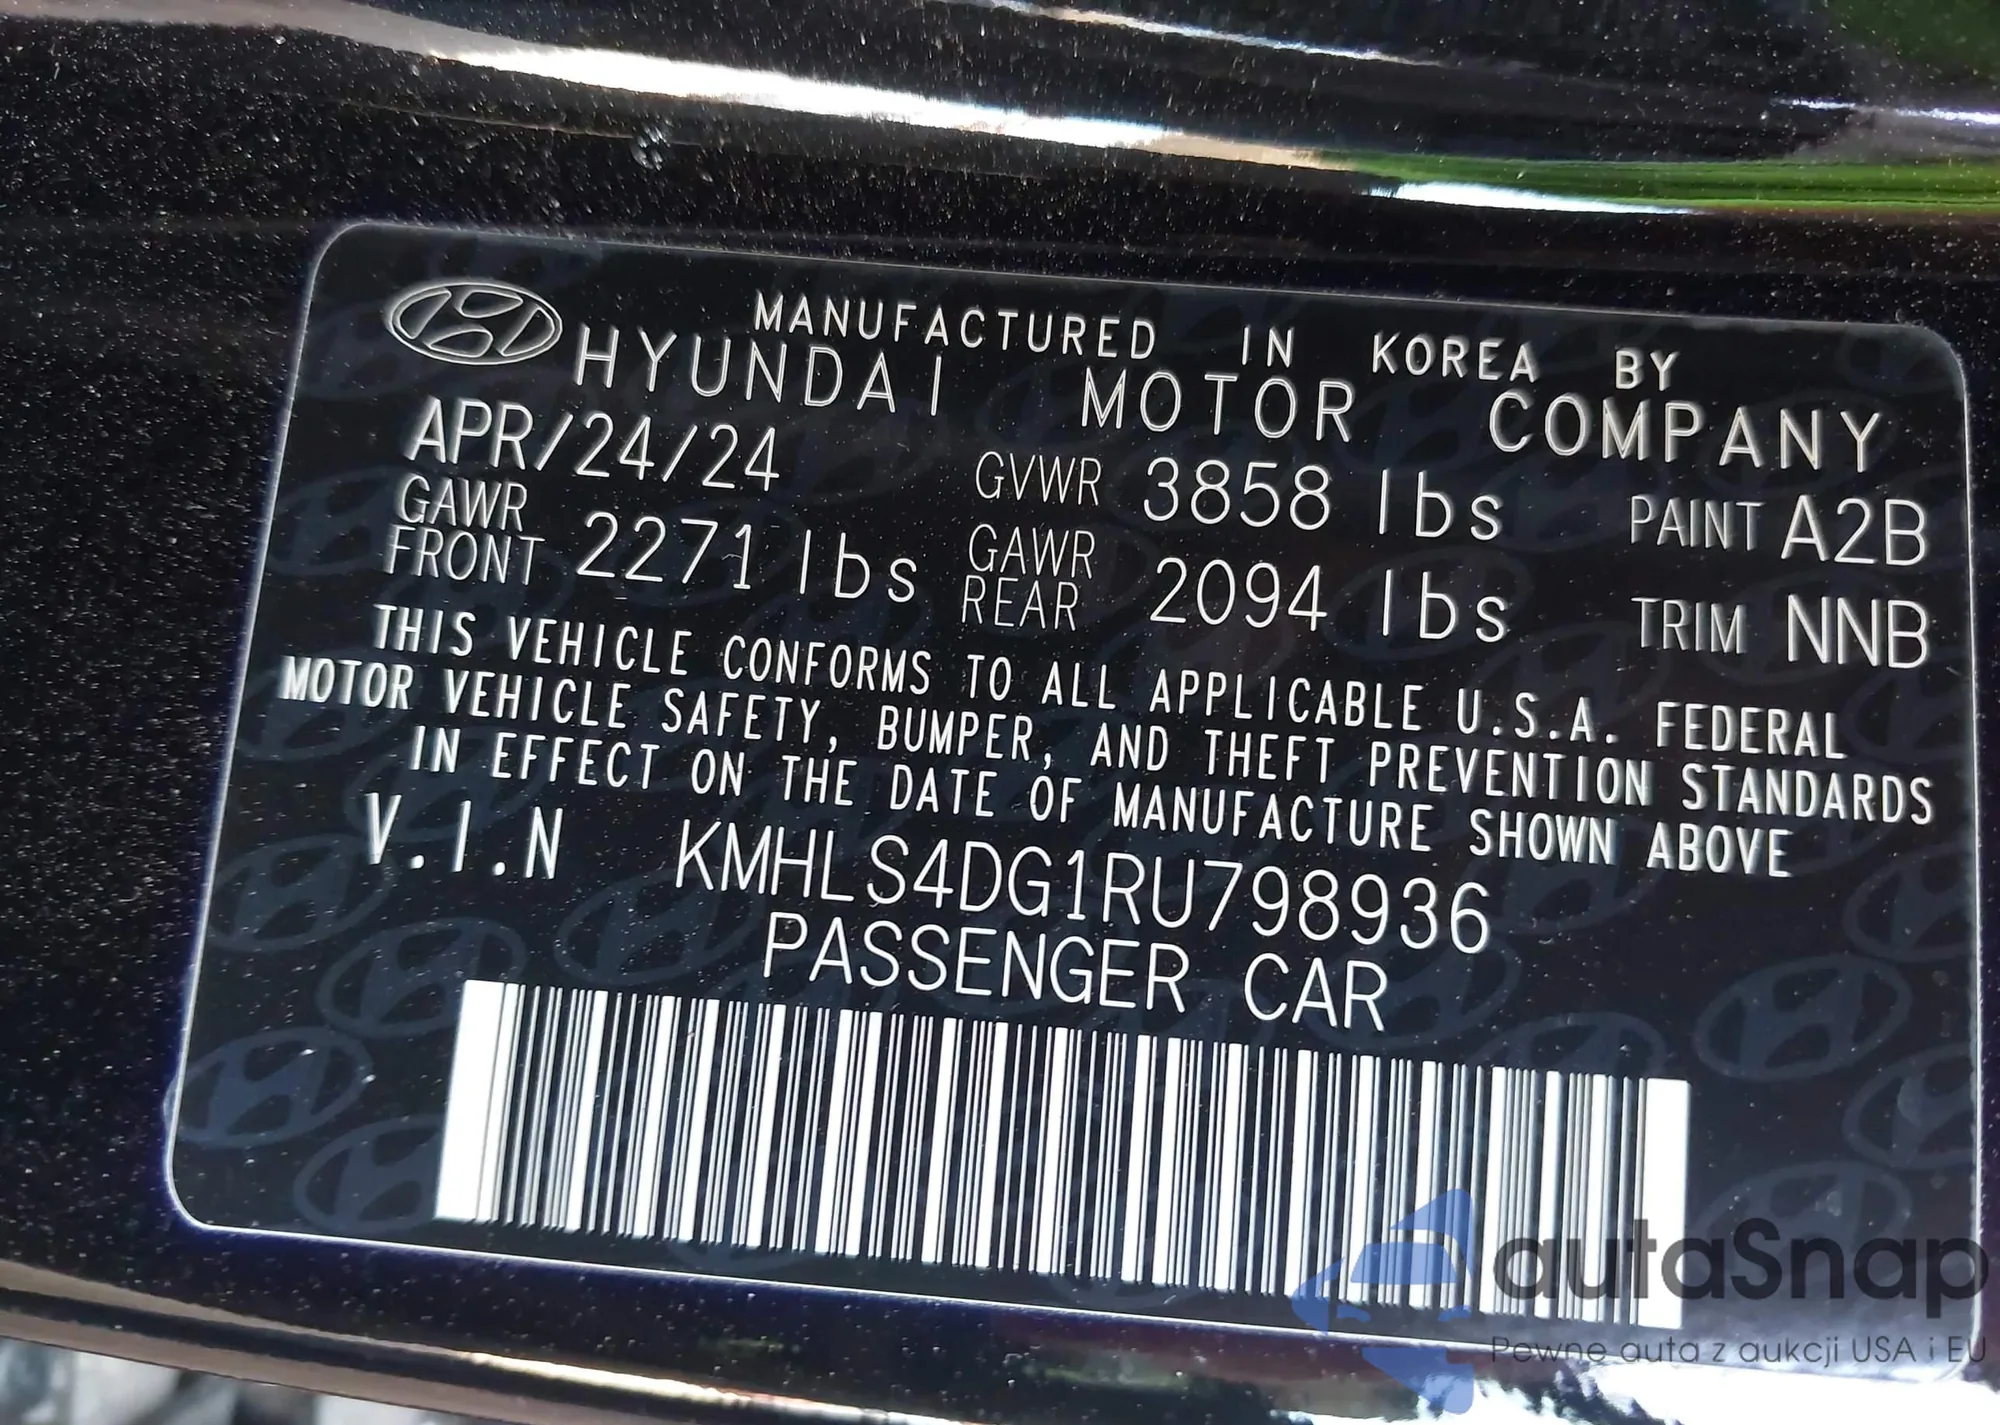 MANUFACTURED IN KOREA BY
HYUNDAI MOTOR COMPANY
APR/24/24 GVWR 3858 lbs PAINT A2B
GAWR FRONT 2271 lbs GAWR REAR 2094 lbs TRIM NNB
THIS VEHICLE CONFORMS TO ALL APPLICABLE U.S.A. FEDERAL
MOTOR VEHICLE SAFETY, BUMPER, AND THEFT PREVENTION STANDARDS
IN EFFECT ON THE DATE OF MANUFACTURE SHOWN ABOVE
V.I.N KMHLS4DG1RU798936
PASSENGER CAR
autaSnap
Pewne auta z aukcji USA i EU